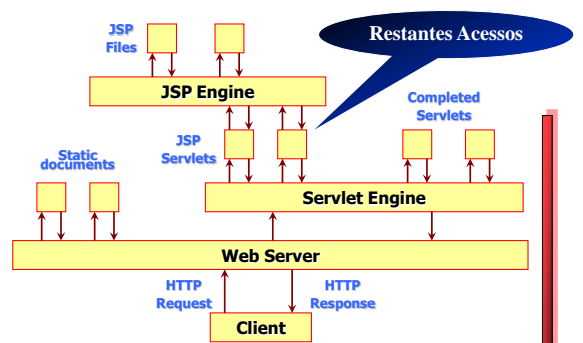 JSP
Files
Restantes Acessos
JSP Engine
Completed
Servlets
JSP
Servlets
Static
documents
Servlet Engine
Web Server
HTTP
Request
HTTP
Response
Client